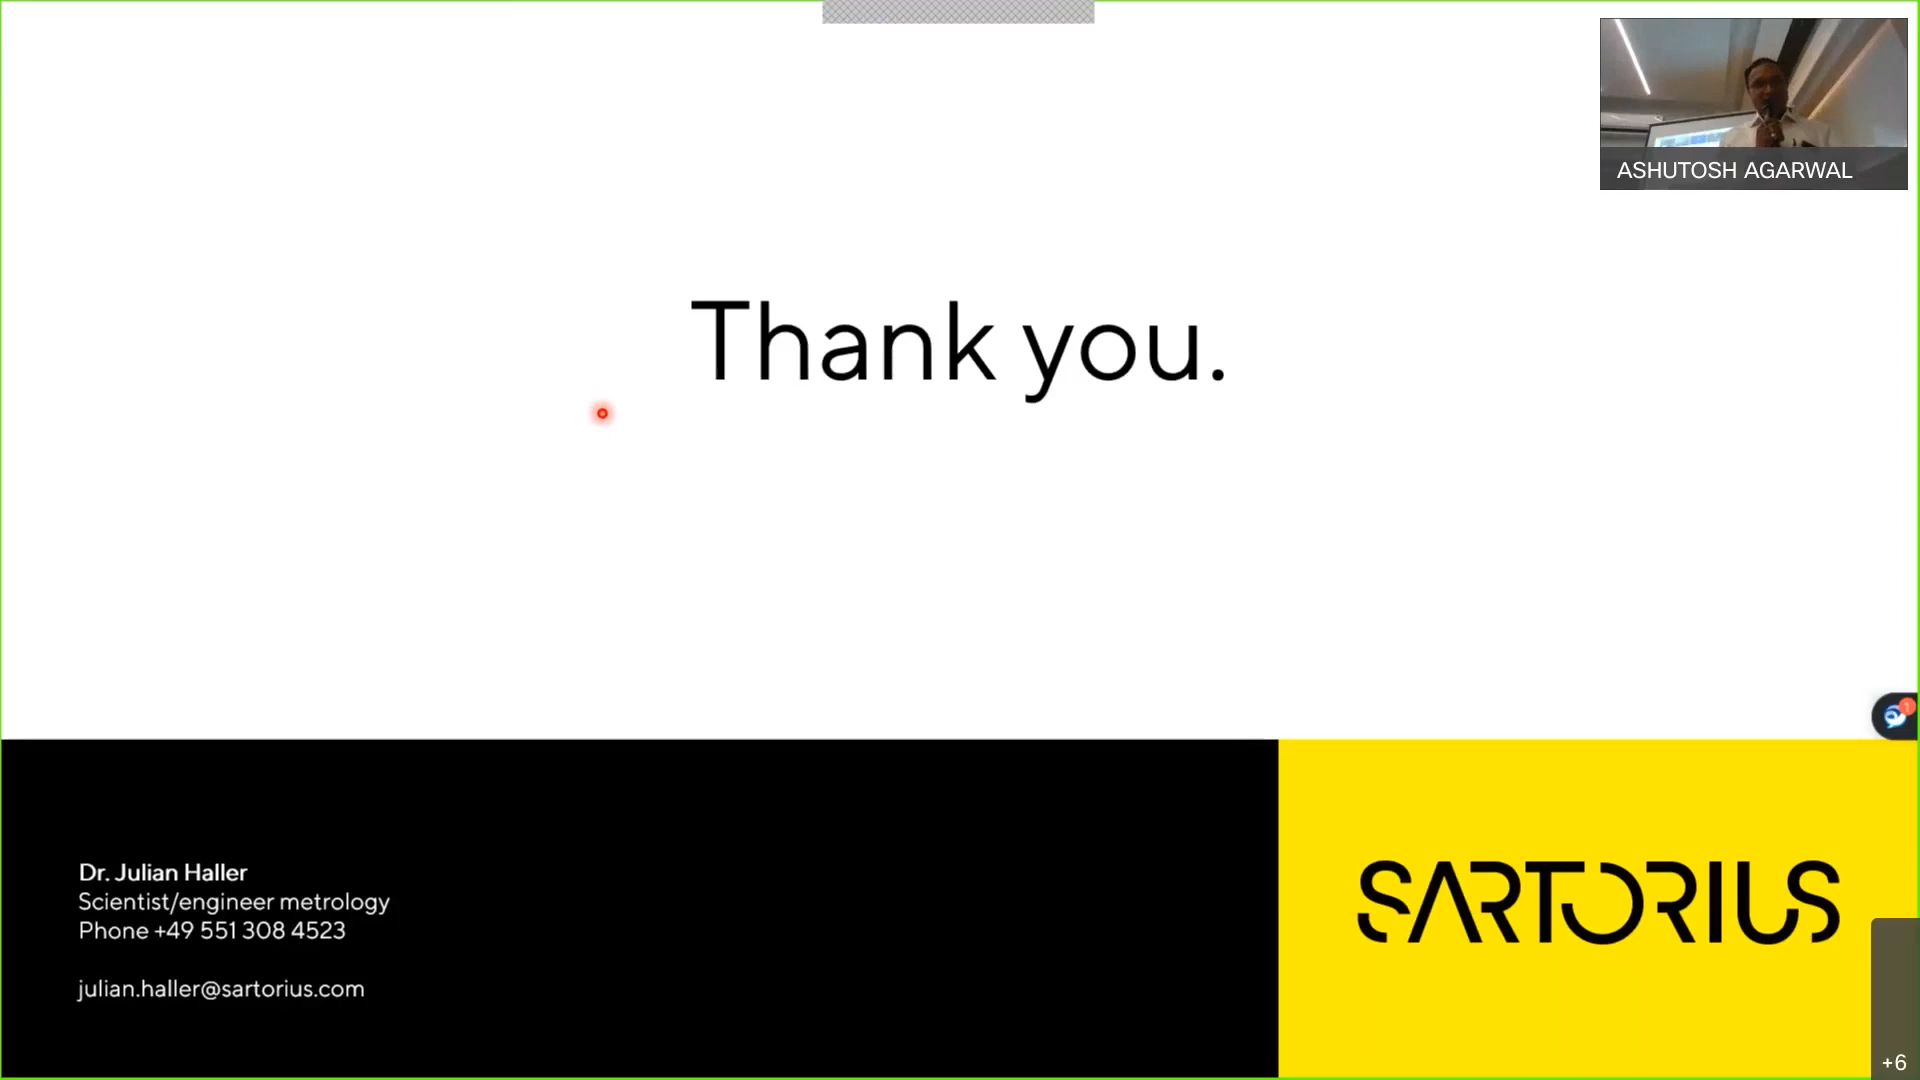 ASHUTOSH AGARWAL
Thank you.
1
Dr. Julian Haller
Scientist/engineer metrology
Phone +49 551 308 4523
julian.haller@sartorius.com
SARTORIUS
+6